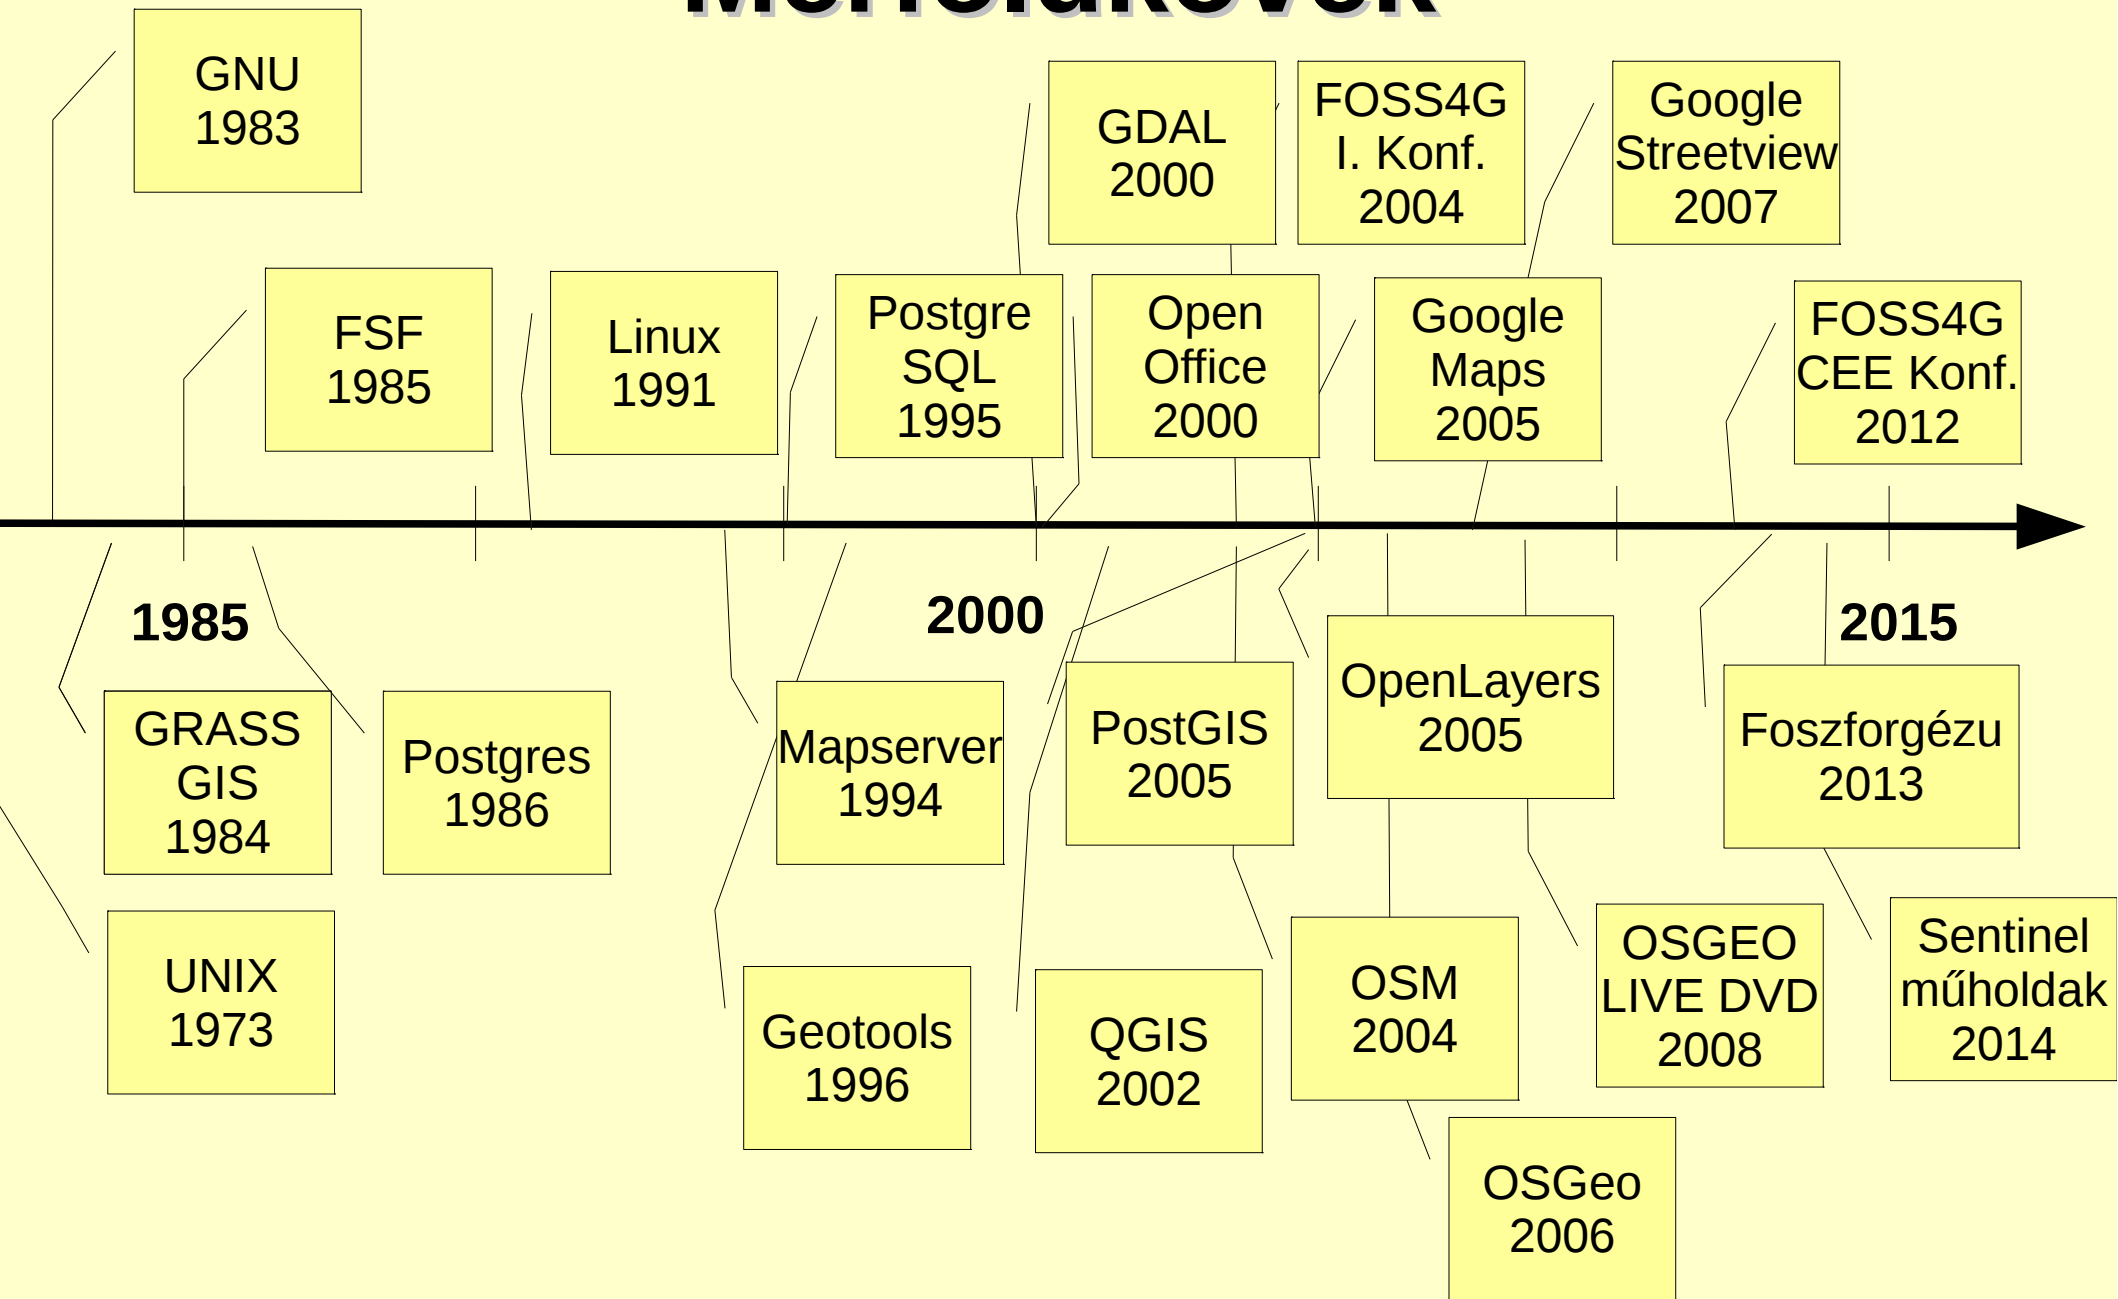 GNU
1983
GDAL
2000
FOSS4G
I. Konf.
2004
Google
Streetview
2007
FSF
1985
Linux
1991
Postgre
SQL
1995
Open
Office
2000
Google
Maps
2005
FOSS4G
CEE Konf.
2012
1985
2000
2015
GRASS
GIS
1984
Postgres
1986
Mapserver
1994
PostGIS
2005
OpenLayers
2005
Foszforgézu
2013
UNIX
1973
Geotools
1996
QGIS
2002
OSM
2004
OSGEO
LIVE DVD
2008
Sentinel
műholdak
2014
OSGeo
2006